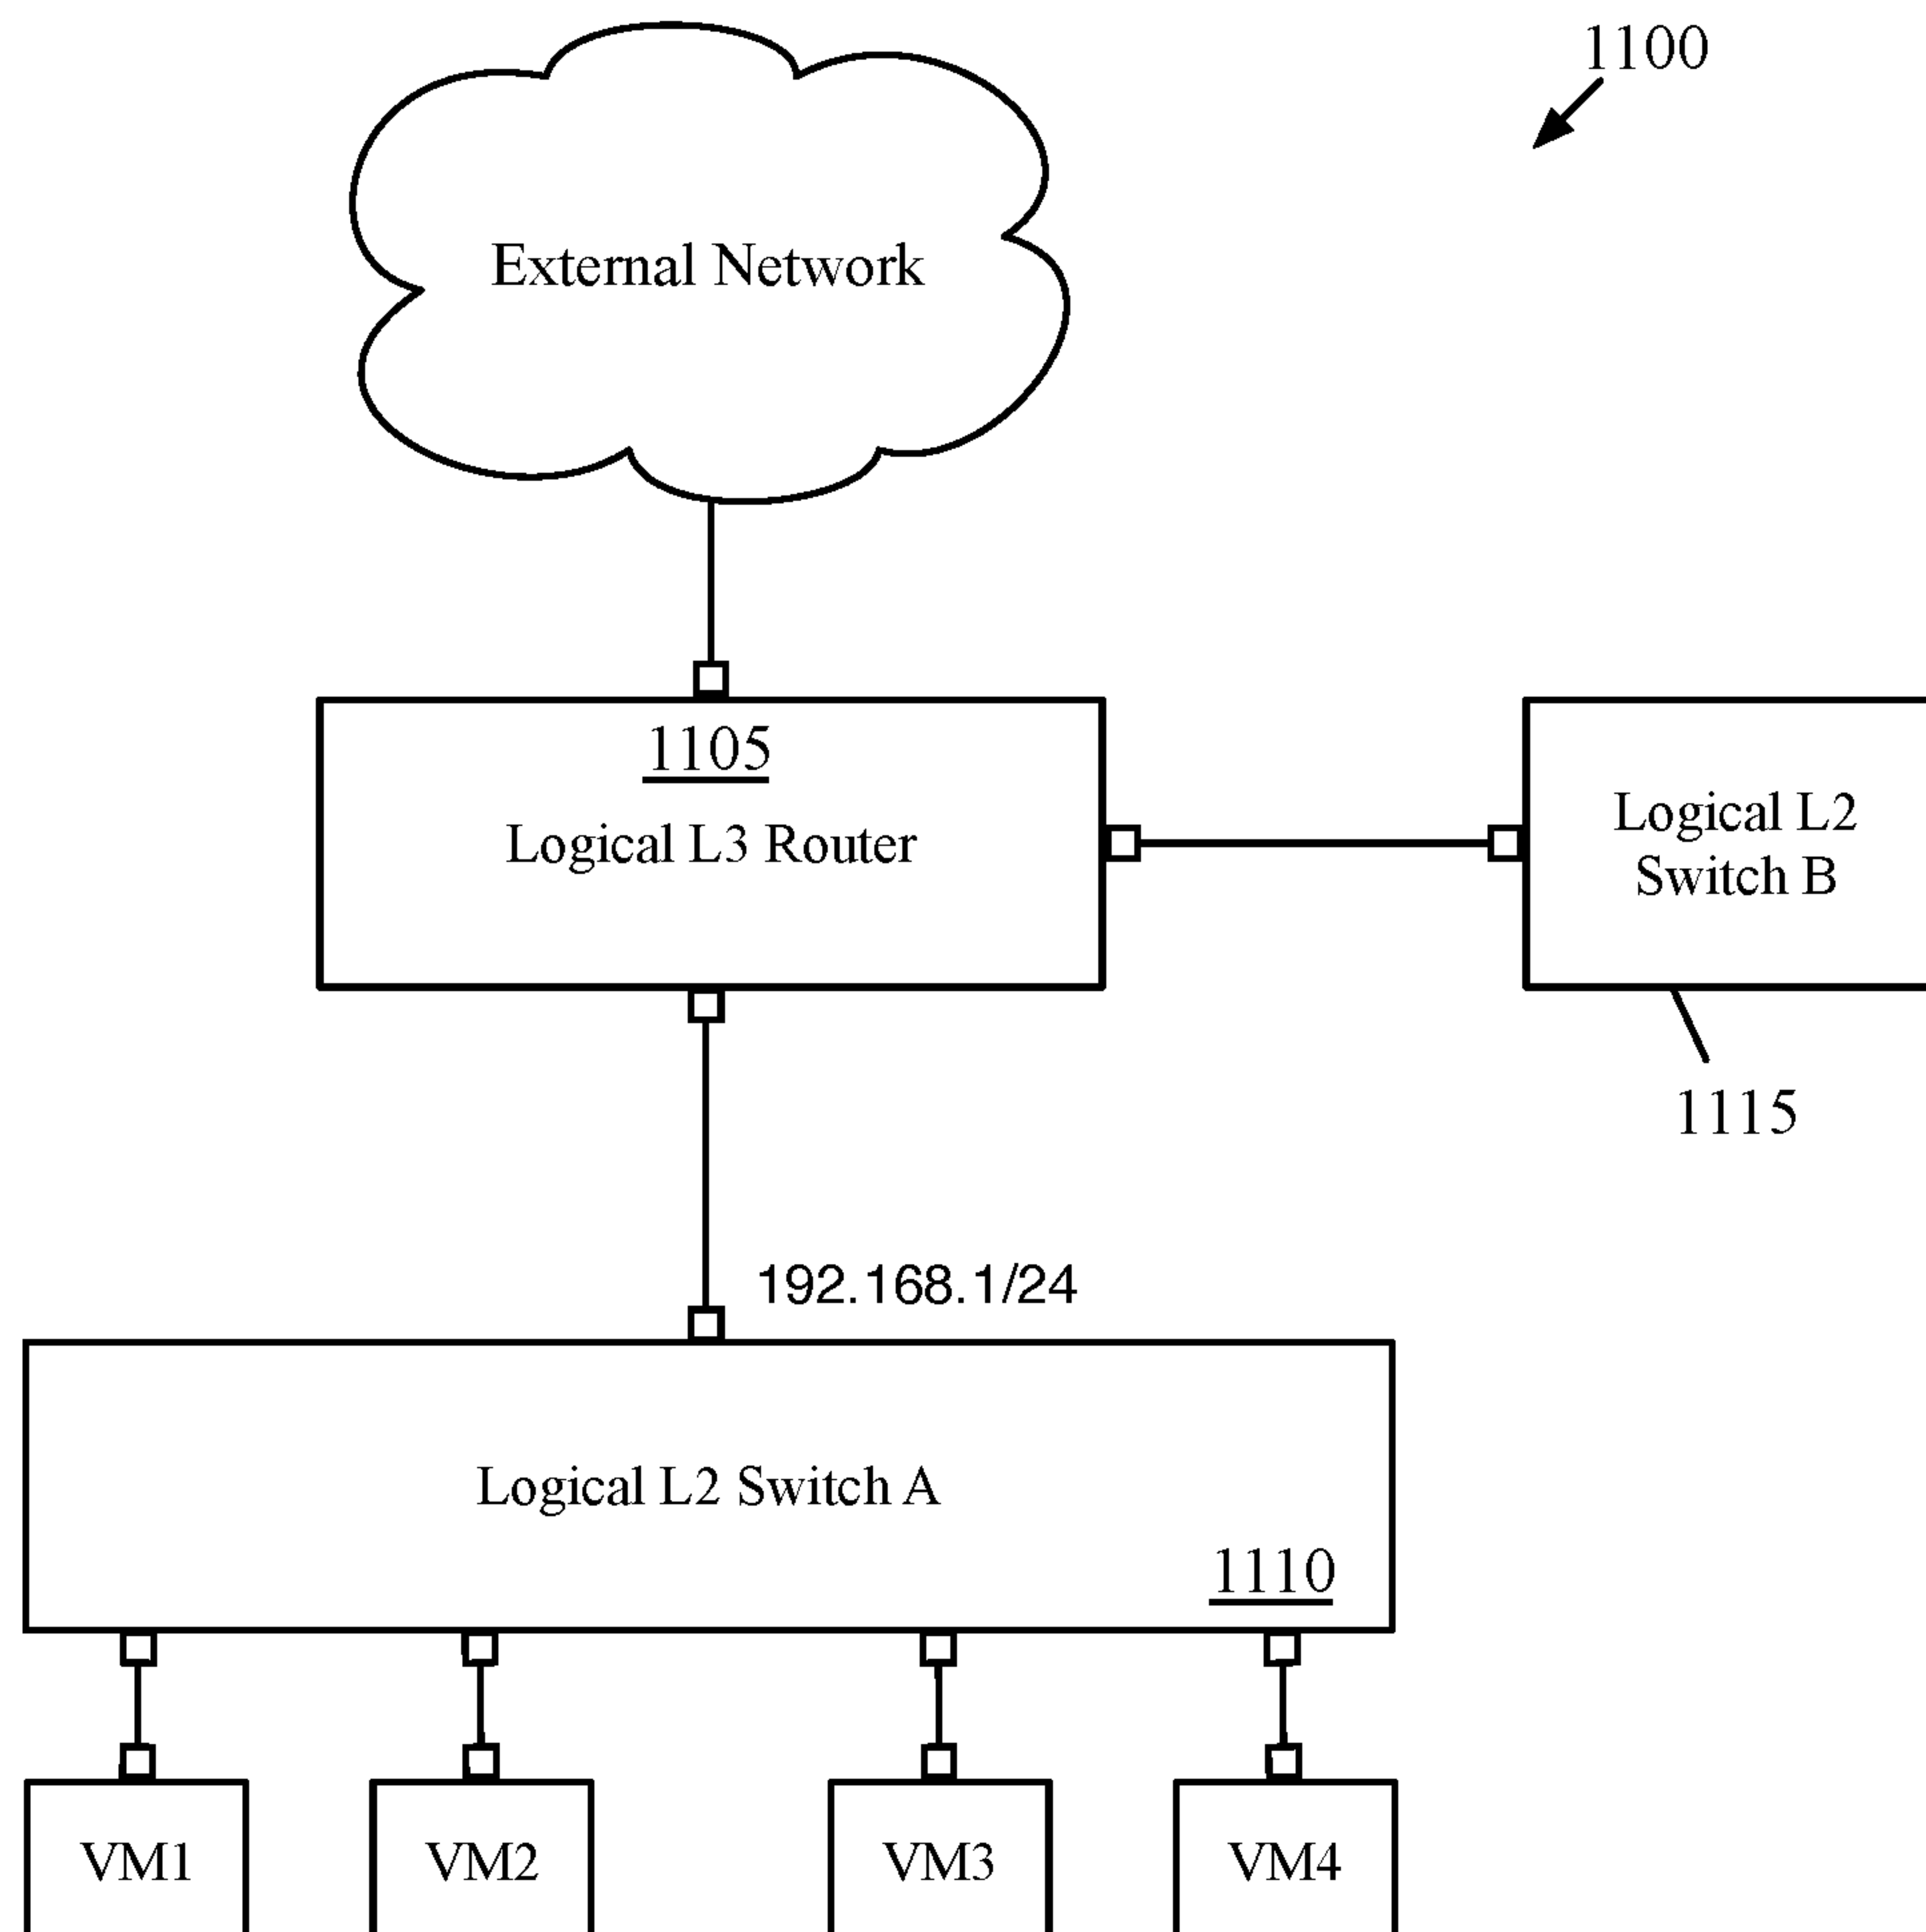 1100
External Network
1105
Logical L3 Router
Logical L2
Switch B
1115
192.168.1/24
Logical L2 Switch A
1110
VM1
VM2
VM3
VM4